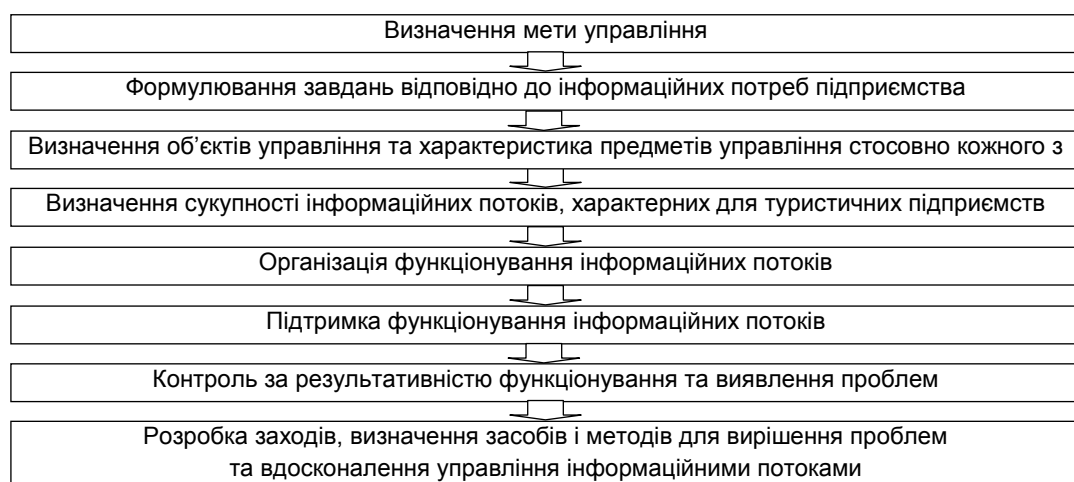 Визначення мети управління
Формулювання завдань відповідно до інформаційних потреб підприємства
Визначення об’єктів управління та характеристика предметів управління стосовно кожного з
Визначення сукупності інформаційних потоків, характерних для туристичних підприємств
Організація функціонування інформаційних потоків
Підтримка функціонування інформаційних потоків
Контроль за результативністю функціонування та виявлення проблем
Розробка заходів, визначення засобів і методів для вирішення проблем
та вдосконалення управління інформаційними потоками